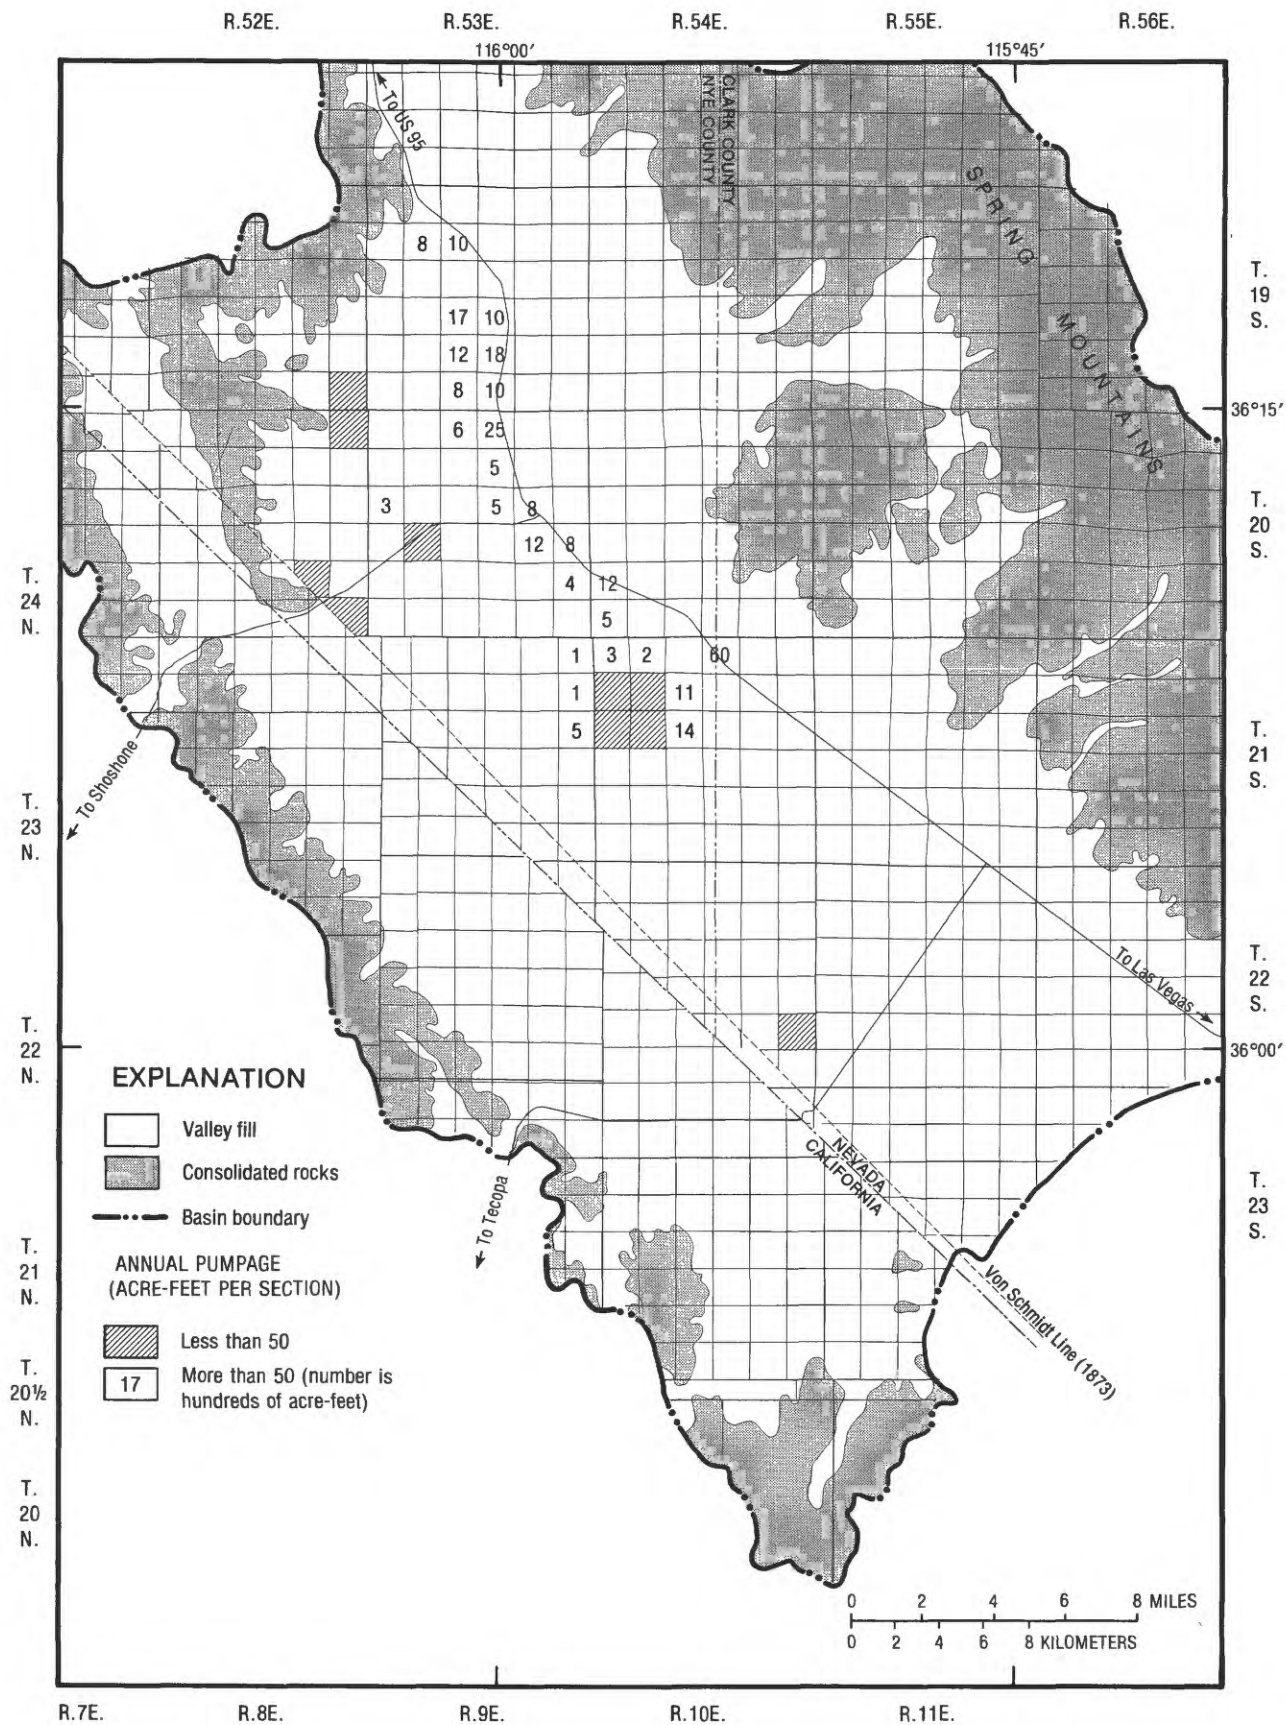 R.52E. R.53E. R.54E. R.55E. R.56E.
116°00′ 115°45′
To US 95
CLARK COUNTY
NYE COUNTY
SPRING
MOUNTAINS
8 10
T.
19
S.
17 10
12 18
8 10
36°15′
6 25
5
3 5 8
T.
20
S.
12 8
T.
24
N.
4 12
5
1 3 2 60
1 11
5 14
T.
21
S.
To Shoshone
T.
23
N.
To Las Vegas
T.
22
S.
T.
22
N.
36°00′
EXPLANATION
Valley fill
Consolidated rocks
Basin boundary
ANNUAL PUMPAGE
(ACRE-FEET PER SECTION)
Less than 50
17 More than 50 (number is
hundreds of acre-feet)
NEVADA
CALIFORNIA
To Tecopa
T.
23
S.
T.
21
N.
Von Schmidt Line (1873)
T.
20½
N.
T.
20
N.
0 2 4 6 8 MILES
0 2 4 6 8 KILOMETERS
R.7E. R.8E. R.9E. R.10E. R.11E.